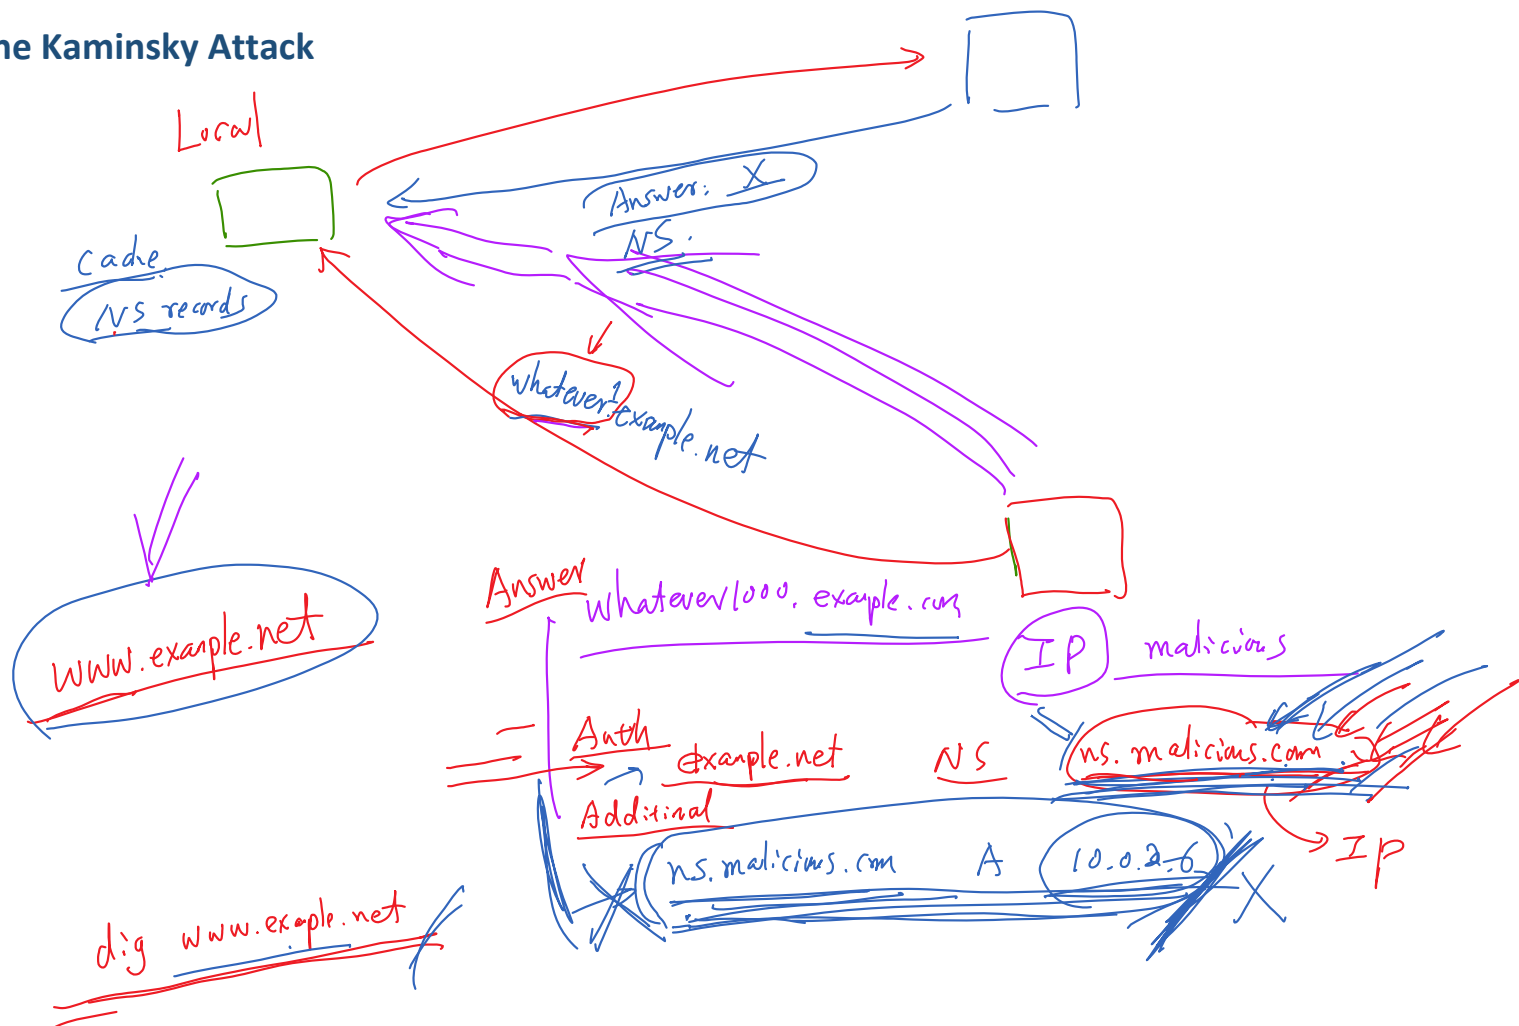 he Kaminsky Attack
Local
Answer: X
NS.
Cache
NS records
whatever1.example.net
Answer
whatever1000. example.com
IP malicious
www.example.net
Auth example.net NS ns.malicious.com
Additinal
IP
ns.malicims.com A 10.0.2.6
X
dig www.example.net